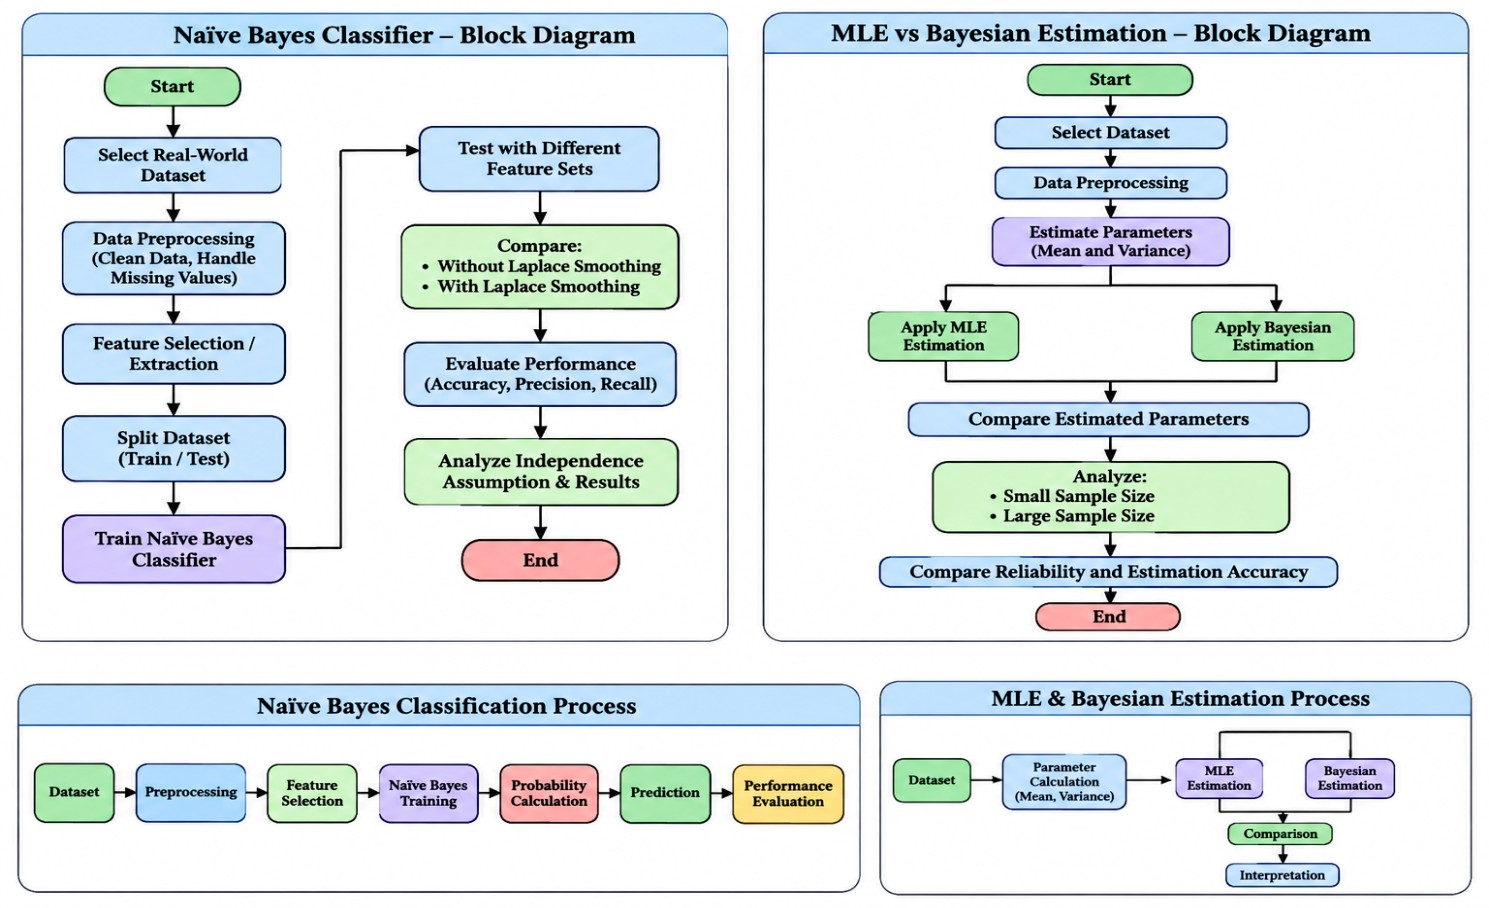 Naïve Bayes Classifier – Block Diagram
Start
Select Real-World
Dataset
Data Preprocessing
(Clean Data, Handle
Missing Values)
Feature Selection /
Extraction
Split Dataset
(Train / Test)
Train Naïve Bayes
Classifier
Test with Different
Feature Sets
Compare:
• Without Laplace Smoothing
• With Laplace Smoothing
Evaluate Performance
(Accuracy, Precision, Recall)
Analyze Independence
Assumption & Results
End
MLE vs Bayesian Estimation – Block Diagram
Start
Select Dataset
Data Preprocessing
Estimate Parameters
(Mean and Variance)
Apply MLE
Estimation
Apply Bayesian
Estimation
Compare Estimated Parameters
Analyze:
• Small Sample Size
• Large Sample Size
Compare Reliability and Estimation Accuracy
End
Naïve Bayes Classification Process
Dataset
Preprocessing
Feature
Selection
Naïve Bayes
Training
Probability
Calculation
Prediction
Performance
Evaluation
MLE & Bayesian Estimation Process
Dataset
Parameter
Calculation
(Mean, Variance)
MLE
Estimation
Bayesian
Estimation
Comparison
Interpretation